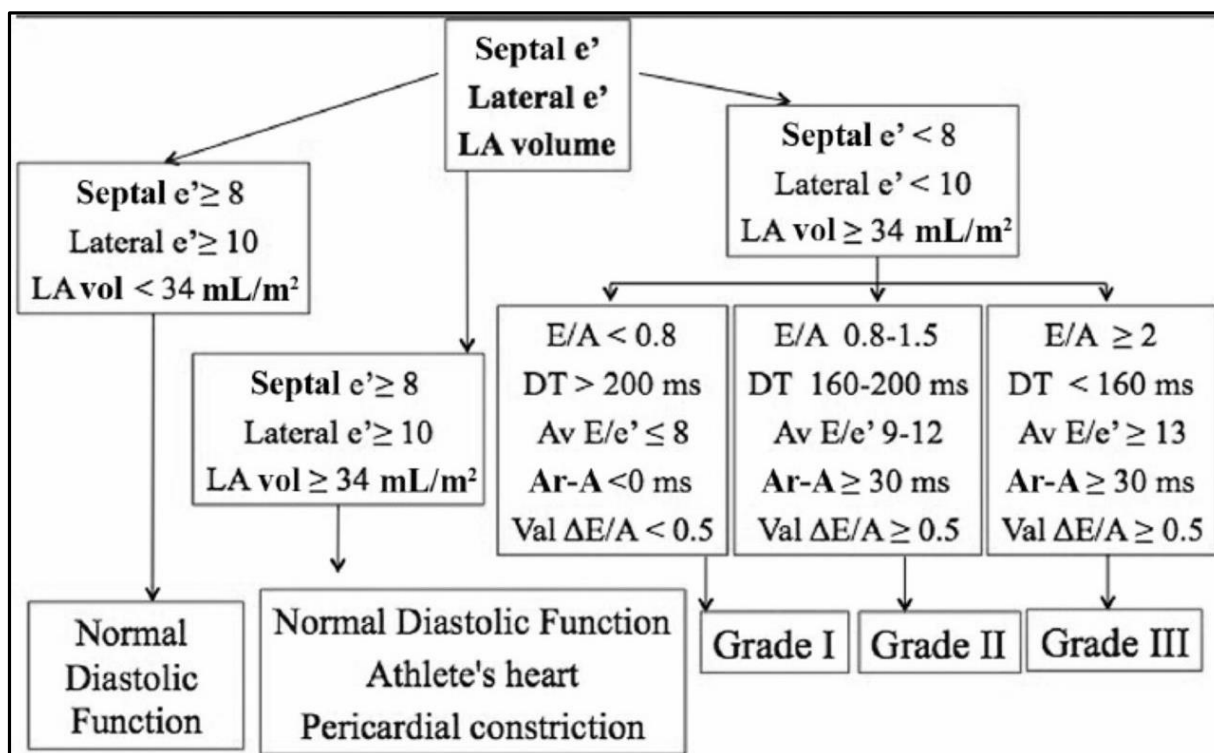 Septal e’
Lateral e’
LA volume
Septal e’≥ 8
Lateral e’≥ 10
LA vol < 34 mL/m²
Septal e’≥ 8
Lateral e’≥ 10
LA vol ≥ 34 mL/m²
Septal e’ < 8
Lateral e’ < 10
LA vol ≥ 34 mL/m²
E/A < 0.8
DT > 200 ms
Av E/e’ ≤ 8
Ar-A <0 ms
Val ΔE/A < 0.5
E/A 0.8-1.5
DT 160-200 ms
Av E/e’ 9-12
Ar-A ≥ 30 ms
Val ΔE/A ≥ 0.5
E/A ≥ 2
DT < 160 ms
Av E/e’ ≥ 13
Ar-A ≥ 30 ms
Val ΔE/A ≥ 0.5
Normal
Diastolic
Function
Normal Diastolic Function
Athlete's heart
Pericardial constriction
Grade I
Grade II
Grade III